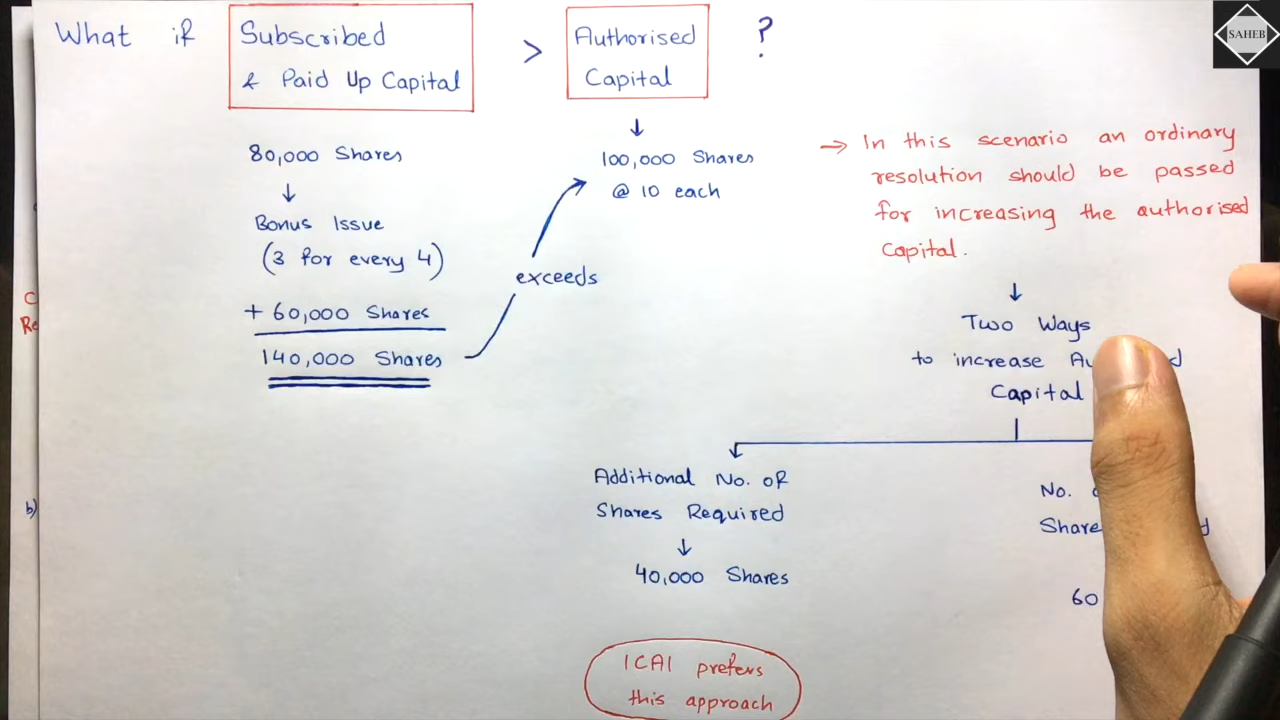 What if Subscribed & Paid Up Capital > Authorised Capital ?
80,000 Shares
↓
Bonus Issue
(3 for every 4)
+ 60,000 Shares
140,000 Shares
exceeds
↓
100,000 Shares
@ 10 each
→ In this scenario an ordinary
resolution should be passed
for increasing the authorised
Capital.
↓
Two Ways
to increase
Capital
Additional No. of
Shares Required
↓
40,000 Shares
ICAI prefers
this approach
No.
60
C
b)
SAHEB